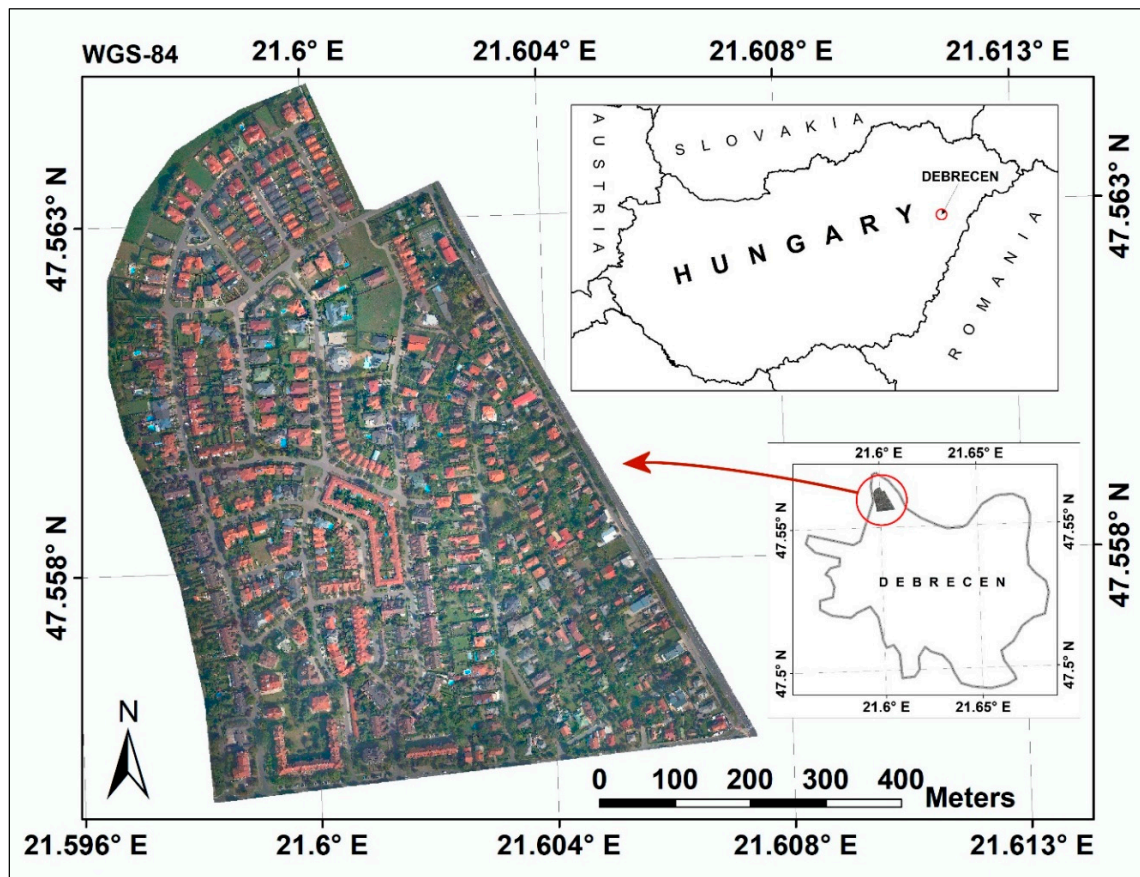 WGS-84
21.6° E
21.604° E
21.608° E
21.613° E
47.563° N
47.558° N
47.563° N
47.558° N
AUSTRIA
SLOVAKIA
HUNGARY
DEBRECEN
ROMANIA
21.6° E
21.65° E
47.55° N
47.5° N
47.55° N
47.5° N
DEBRECEN
21.6° E
21.65° E
N
0 100 200 300 400
Meters
21.596° E
21.6° E
21.604° E
21.608° E
21.613° E